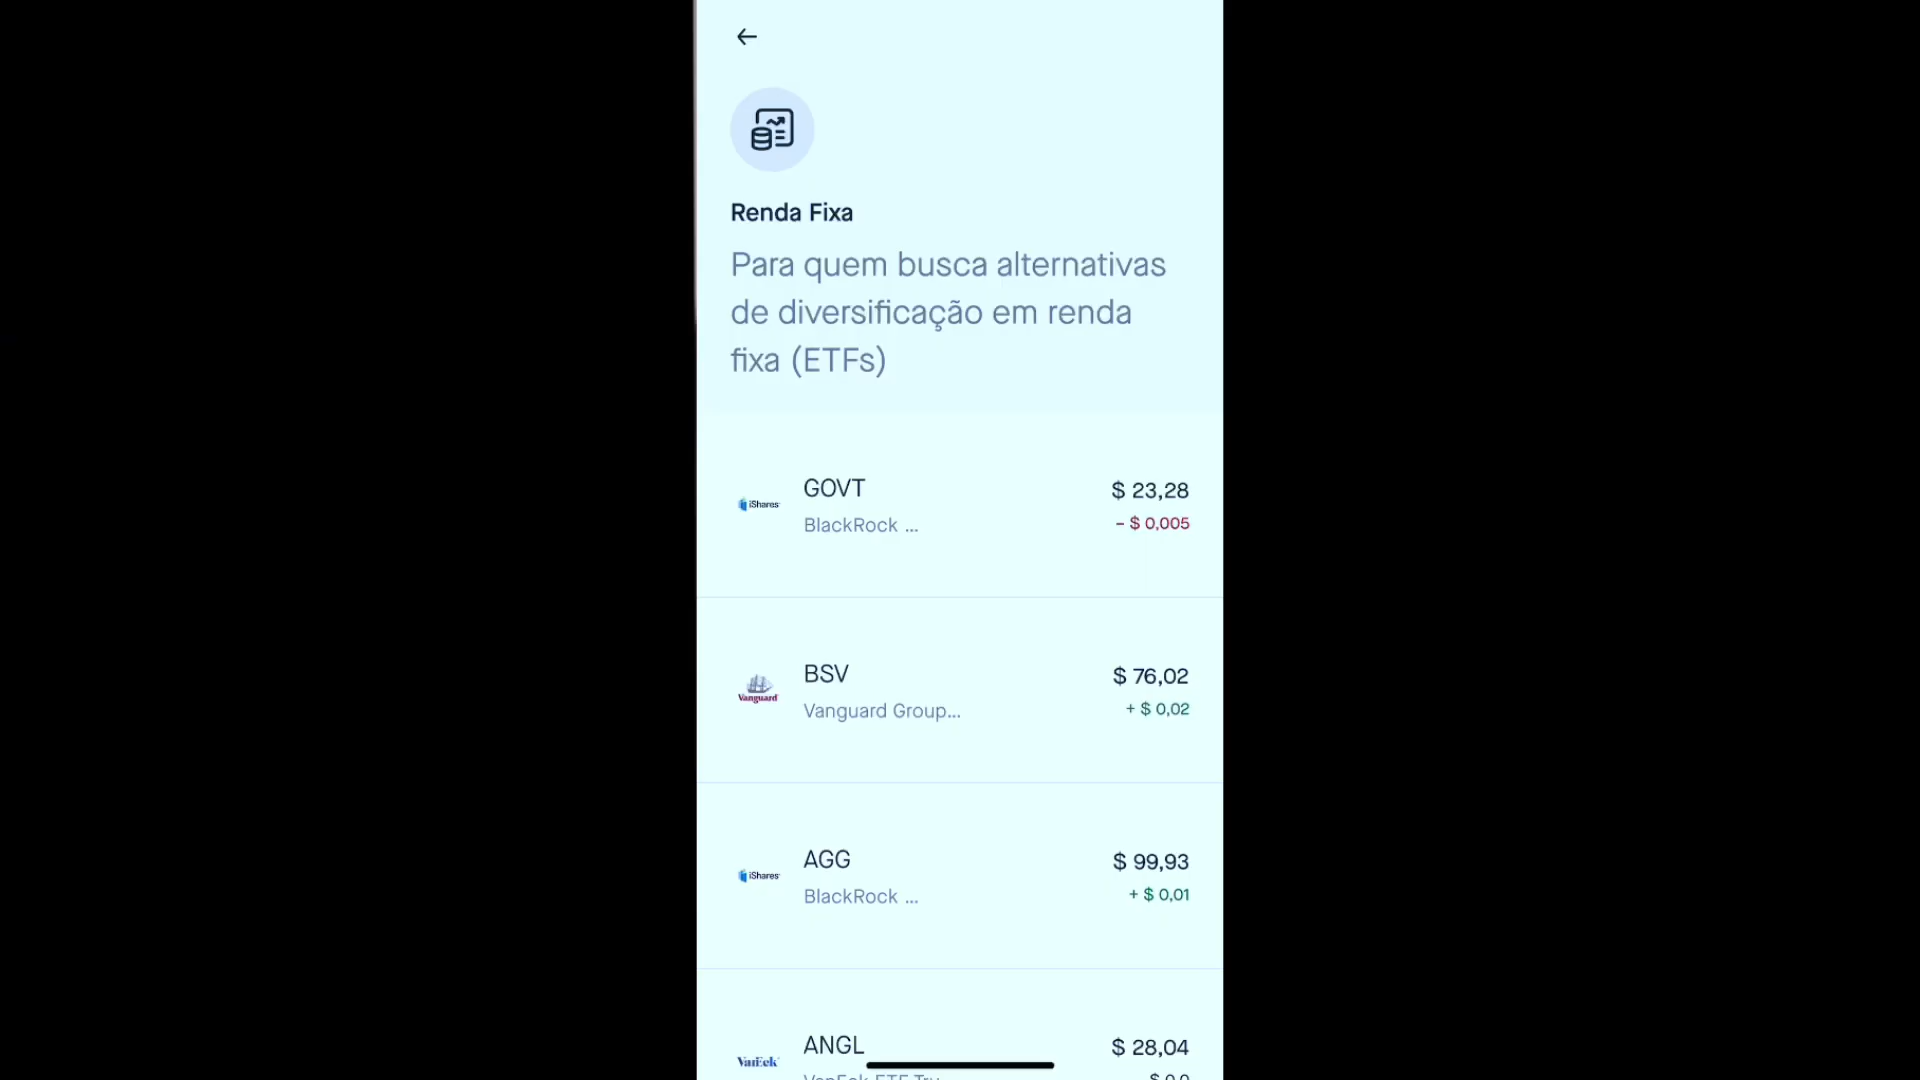 Renda Fixa
Para quem busca alternativas
de diversificação em renda
fixa (ETFs)
iShares
GOVT
BlackRock ...
$ 23,28
– $ 0,005
Vanguard
BSV
Vanguard Group...
$ 76,02
+ $ 0,02
iShares
AGG
BlackRock ...
$ 99,93
+ $ 0,01
VanEck
ANGL
$ 28,04